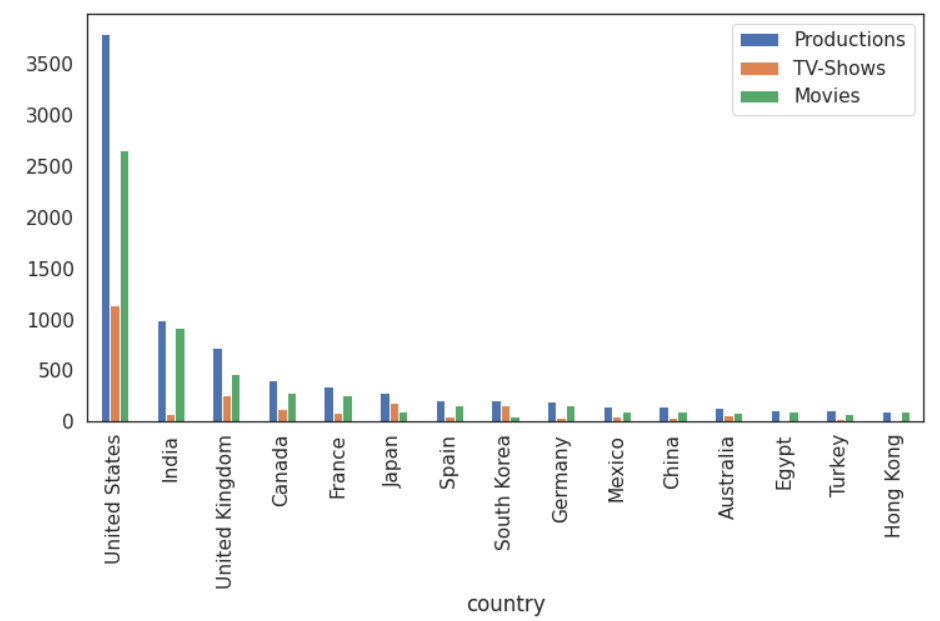 Productions
TV-Shows
Movies
3500
3000
2500
2000
1500
1000
500
0
United States
India
United Kingdom
Canada
France
Japan
Spain
South Korea
Germany
Mexico
China
Australia
Egypt
Turkey
Hong Kong
country